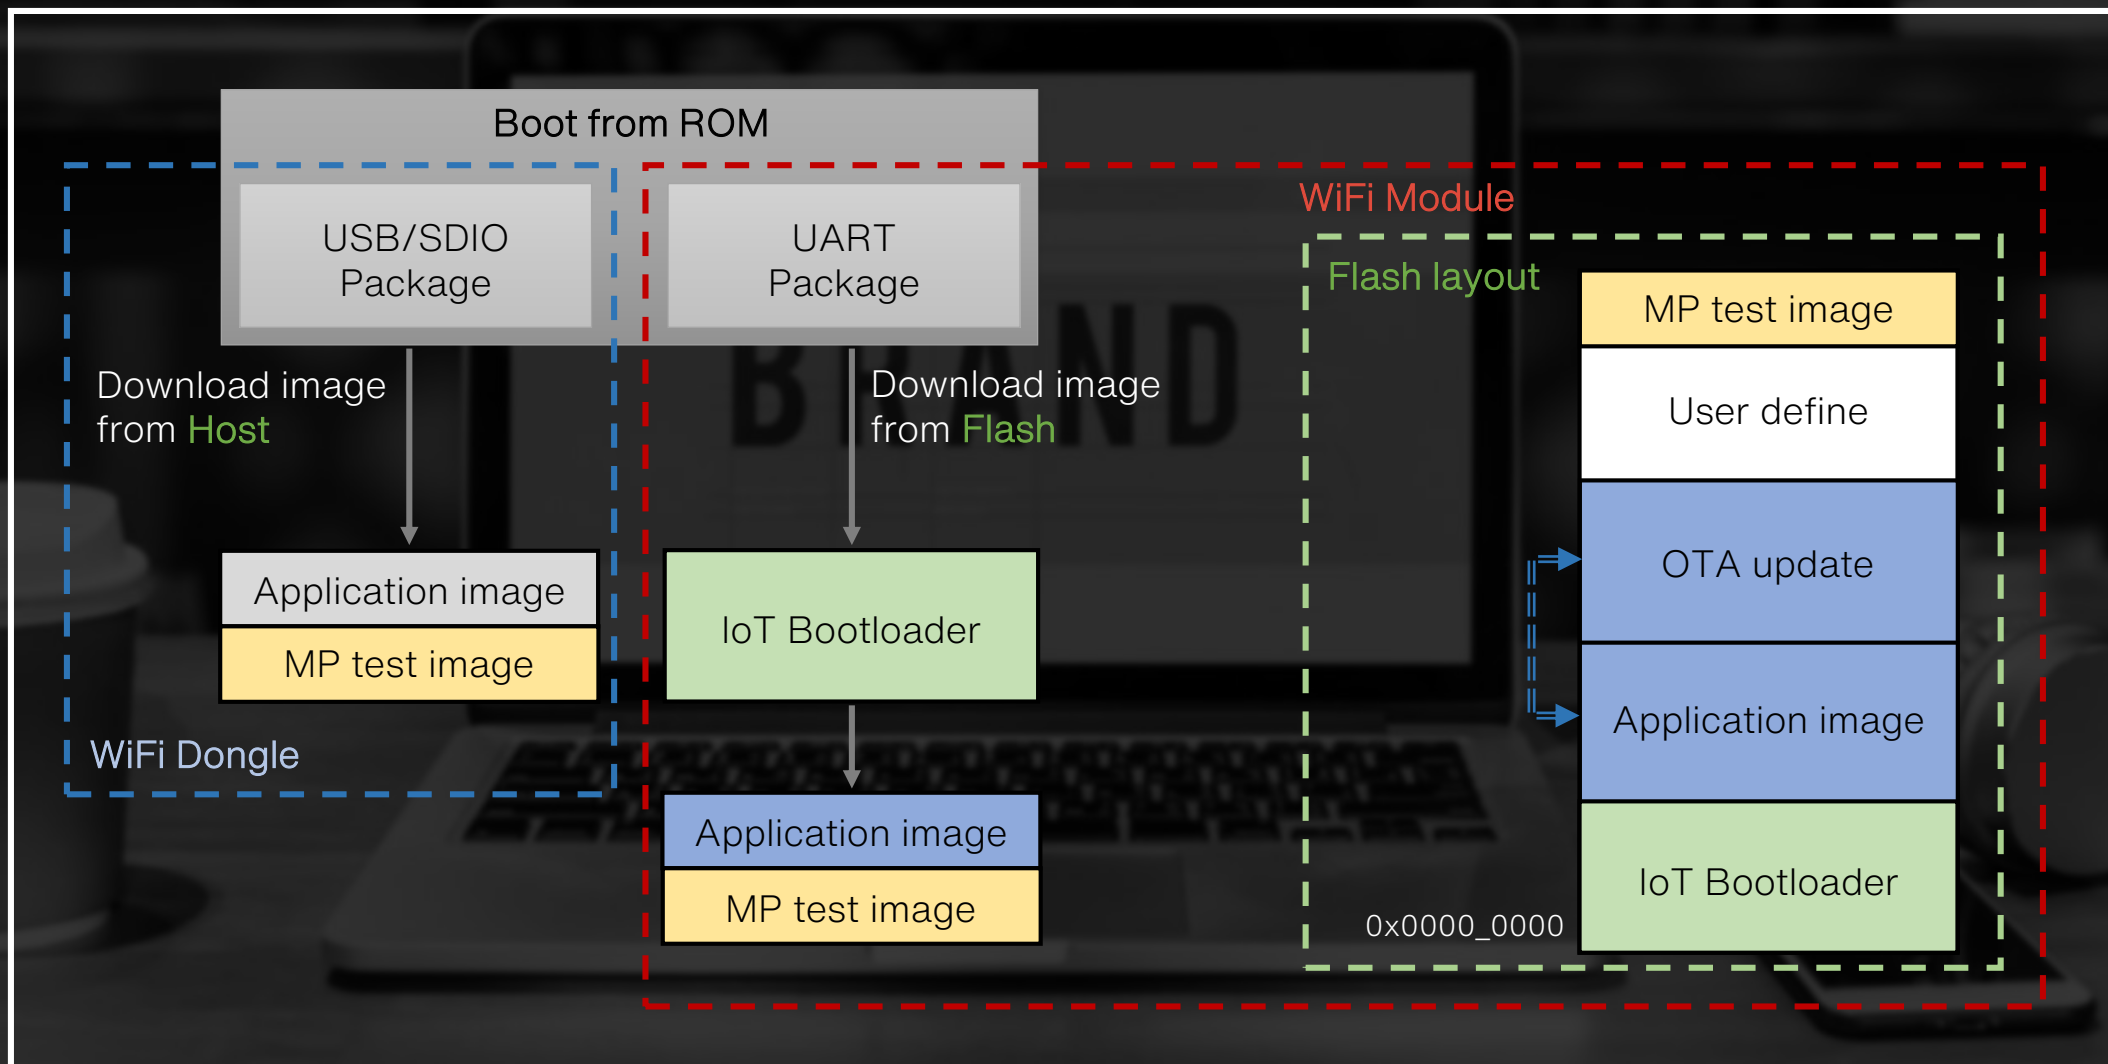 Boot from ROM
USB/SDIO
Package
UART
Package
Download image
from Host
Download image
from Flash
Application image
MP test image
WiFi Dongle
IoT Bootloader
Application image
MP test image
WiFi Module
Flash layout
MP test image
User define
OTA update
Application image
IoT Bootloader
0x0000_0000
BRAND